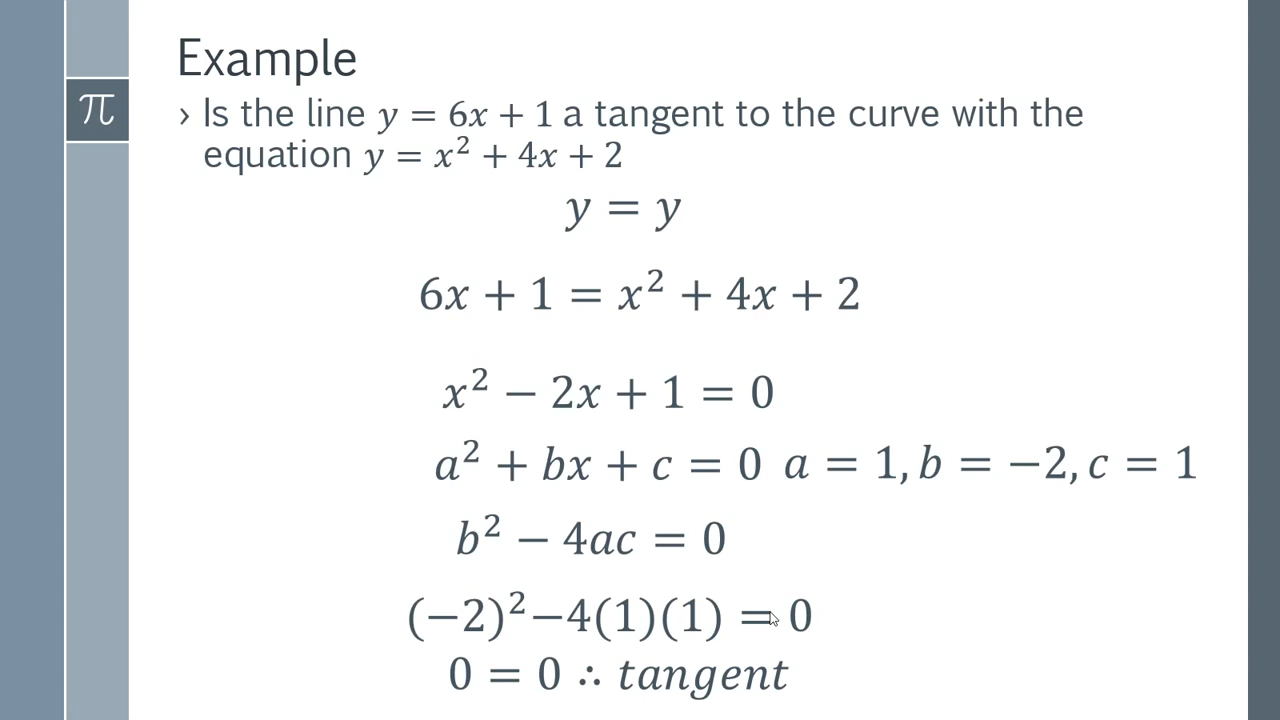 Example
π
› Is the line y = 6x + 1 a tangent to the curve with the
equation y = x² + 4x + 2
y = y
6x + 1 = x² + 4x + 2
x² − 2x + 1 = 0
a² + bx + c = 0 a = 1, b = −2, c = 1
b² − 4ac = 0
(−2)²−4(1)(1) = 0
0 = 0 ∴ tangent